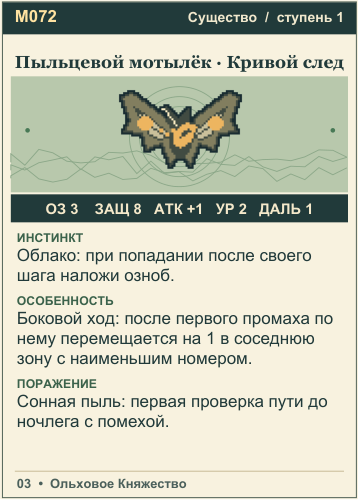 M072
Существо / ступень 1
Пыльцевой мотылёк · Кривой след
ОЗ 3 ЗАЩ 8 АТК +1 УР 2 ДАЛЬ 1
ИНСТИНКТ
Облако: при попадании после своего
шага наложи озноб.
ОСОБЕННОСТЬ
Боковой ход: после первого промаха по
нему перемещается на 1 в соседнюю
зону с наименьшим номером.
ПОРАЖЕНИЕ
Сонная пыль: первая проверка пути до
ночлега с помехой.
03 • Ольховое Княжество